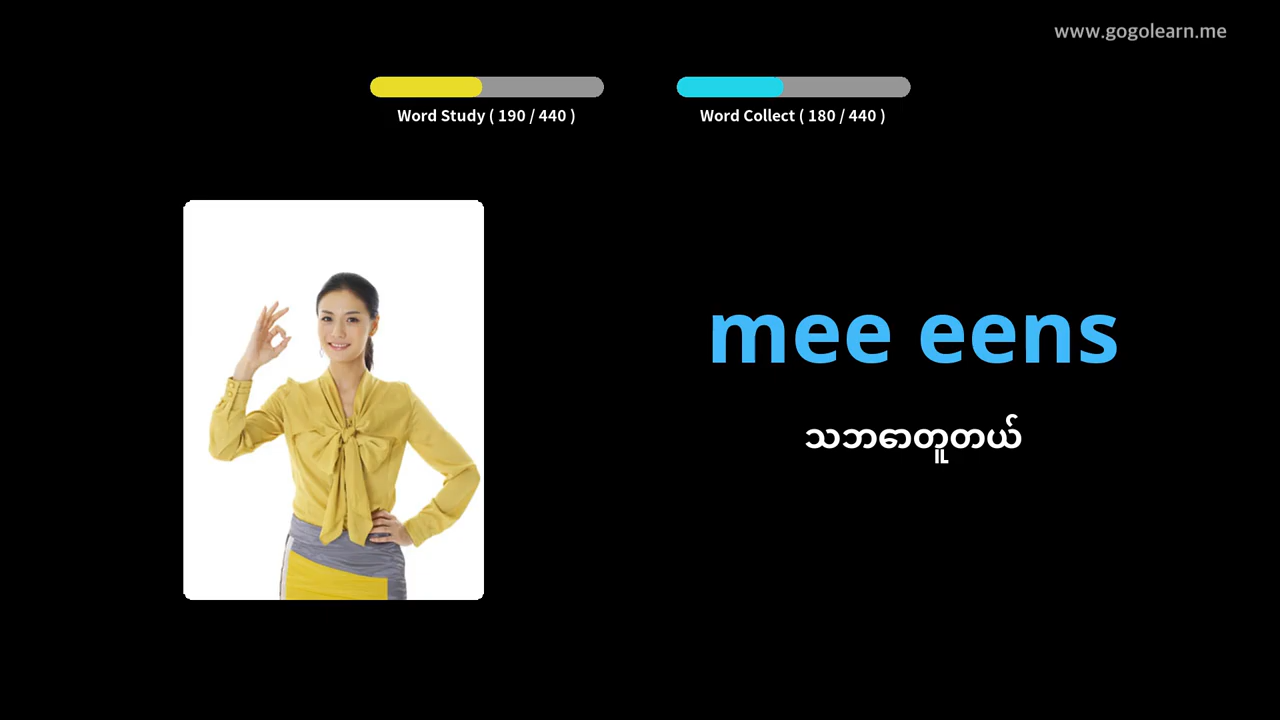 www.gogolearn.me
Word Study ( 190 / 440 )
Word Collect ( 180 / 440 )
mee eens
သဘောတူတယ်